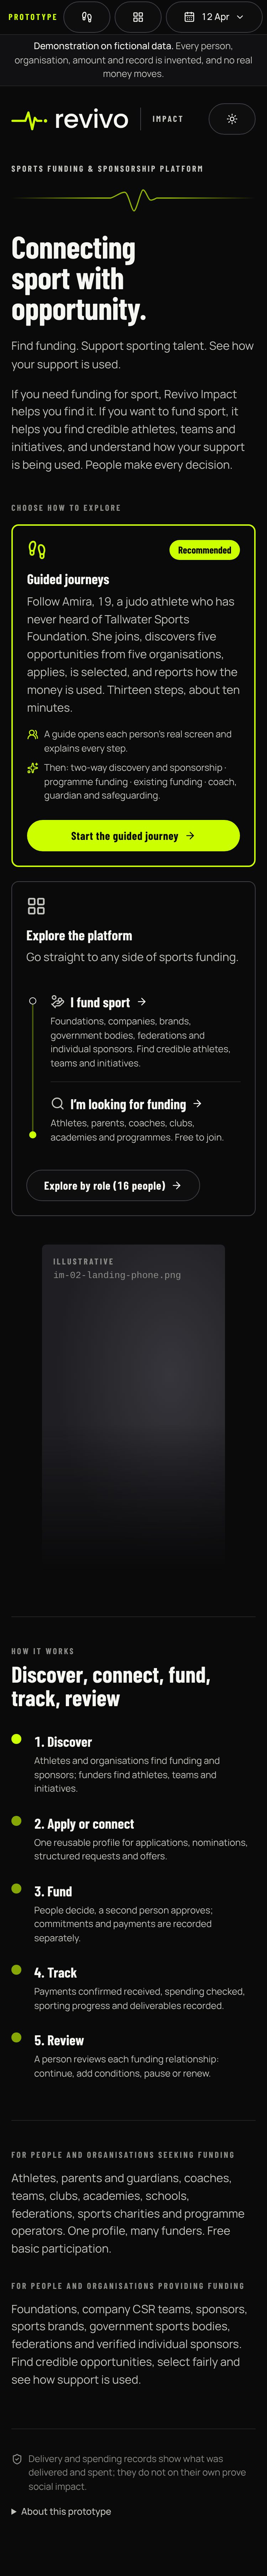 PROTOTYPE
12 Apr
Demonstration on fictional data. Every person,
organisation, amount and record is invented, and no real
money moves.
revivo
IMPACT
SPORTS FUNDING & SPONSORSHIP PLATFORM
Connecting
sport with
opportunity.
Find funding. Support sporting talent. See how
your support is used.
If you need funding for sport, Revivo Impact
helps you find it. If you want to fund sport, it
helps you find credible athletes, teams and
initiatives, and understand how your support
is being used. People make every decision.
CHOOSE HOW TO EXPLORE
Recommended
Guided journeys
Follow Amira, 19, a judo athlete who has
never heard of Tallwater Sports
Foundation. She joins, discovers five
opportunities from five organisations,
applies, is selected, and reports how the
money is used. Thirteen steps, about ten
minutes.
A guide opens each person's real screen and
explains every step.
Then: two-way discovery and sponsorship ·
programme funding · existing funding · coach,
guardian and safeguarding.
Start the guided journey
Explore the platform
Go straight to any side of sports funding.
I fund sport
Foundations, companies, brands,
government bodies, federations and
individual sponsors. Find credible athletes,
teams and initiatives.
I'm looking for funding
Athletes, parents, coaches, clubs,
academies and programmes. Free to join.
Explore by role (16 people)
ILLUSTRATIVE
im-02-landing-phone.png
HOW IT WORKS
Discover, connect, fund,
track, review
1. Discover
Athletes and organisations find funding and
sponsors; funders find athletes, teams and
initiatives.
2. Apply or connect
One reusable profile for applications, nominations,
structured requests and offers.
3. Fund
People decide, a second person approves;
commitments and payments are recorded
separately.
4. Track
Payments confirmed received, spending checked,
sporting progress and deliverables recorded.
5. Review
A person reviews each funding relationship:
continue, add conditions, pause or renew.
FOR PEOPLE AND ORGANISATIONS SEEKING FUNDING
Athletes, parents and guardians, coaches,
teams, clubs, academies, schools,
federations, sports charities and programme
operators. One profile, many funders. Free
basic participation.
FOR PEOPLE AND ORGANISATIONS PROVIDING FUNDING
Foundations, company CSR teams, sponsors,
sports brands, government sports bodies,
federations and verified individual sponsors.
Find credible opportunities, select fairly and
see how support is used.
Delivery and spending records show what was
delivered and spent; they do not on their own prove
social impact.
About this prototype